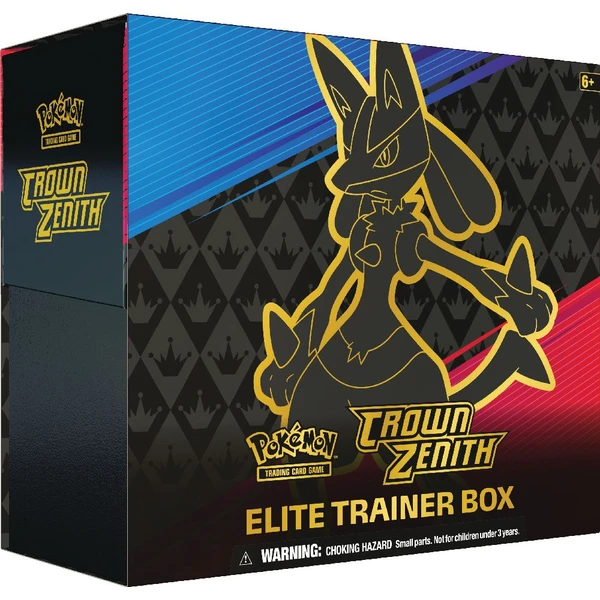 Pokémon
TRADING CARD GAME
CROWN
ZENITH
6+
Pokémon
TRADING CARD GAME
CROWN
ZENITH
ELITE TRAINER BOX
WARNING: CHOKING HAZARD Small parts. Not for children under 3 years.